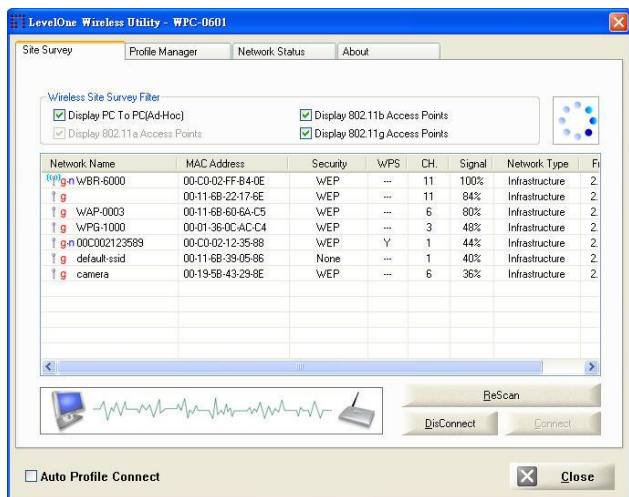 LevelOne Wireless Utility - WPC-0601
Site Survey Profile Manager Network Status About
Wireless Site Survey Filter
Display PC To PC(Ad-Hoc) Display 802.11b Access Points
Display 802.11a Access Points Display 802.11g Access Points
Network Name MAC Address Security WPS CH. Signal Network Type
g-n WBR-6000 00-C0-02-FF-B4-0E WEP --- 11 100% Infrastructure 2.
g 00-11-6B-22-17-6E WEP --- 11 84% Infrastructure 2.
g WAP-0003 00-11-6B-60-6A-C5 WEP --- 6 80% Infrastructure 2.
g WPG-1000 00-01-36-0C-AC-C4 WEP --- 3 48% Infrastructure 2.
g-n 00C002123589 00-C0-02-12-35-88 WEP Y 1 44% Infrastructure 2.
g default-ssid 00-11-6B-39-05-86 None --- 1 40% Infrastructure 2.
g camera 00-19-5B-43-29-8E WEP --- 6 36% Infrastructure 2.
ReScan
DisConnect Connect
Auto Profile Connect Close